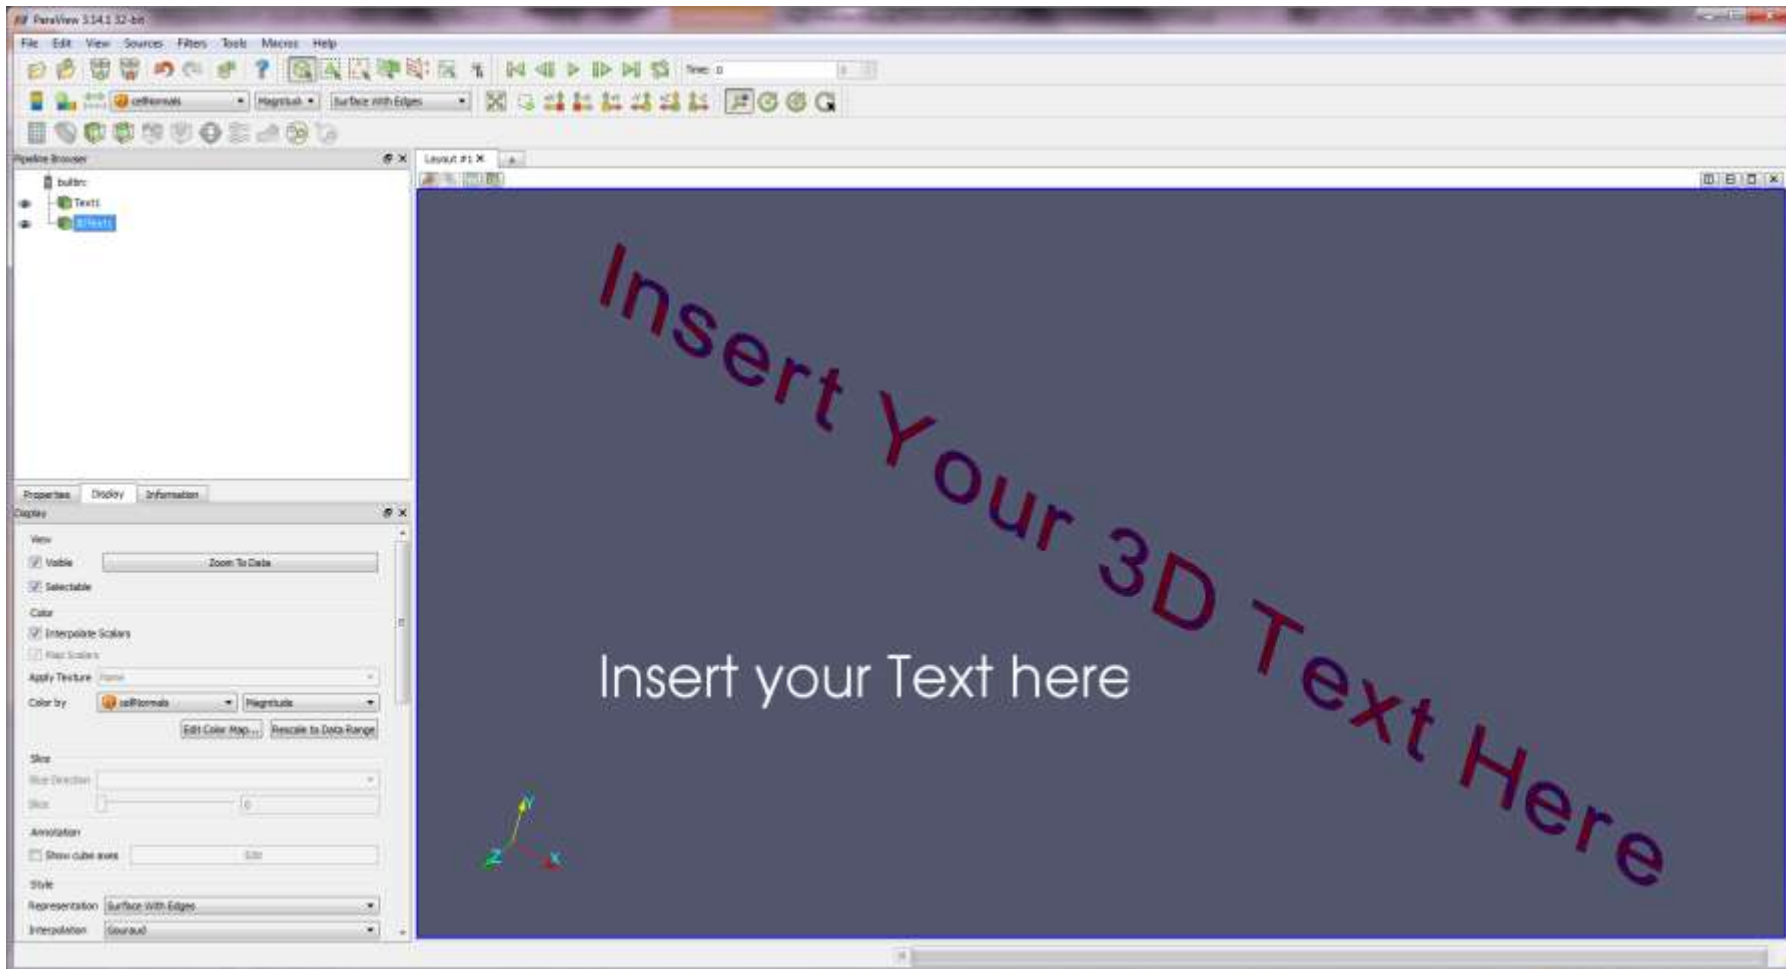 ParaView 3.14.1 32-bit
File Edit View Sources Filters Tools Macros Help
Time: 0
cellNormals Magnitud Surface With Edges
Pipeline Browser
Layout #1
builtin:
Text1
3DText1
Insert Your 3D Text Here
Insert your Text here
Y
Z
X
Properties Display Information
Display
View
Visible Zoom To Data
Selectable
Color
Interpolate Scalars
Map Scalars
Apply Texture None
Color by cellNormals Magnitude
Edit Color Map... Rescale to Data Range
Slice
Slice Direction
Slice 0
Annotation
Show cube axes Edit
Style
Representation Surface With Edges
Interpolation Gouraud